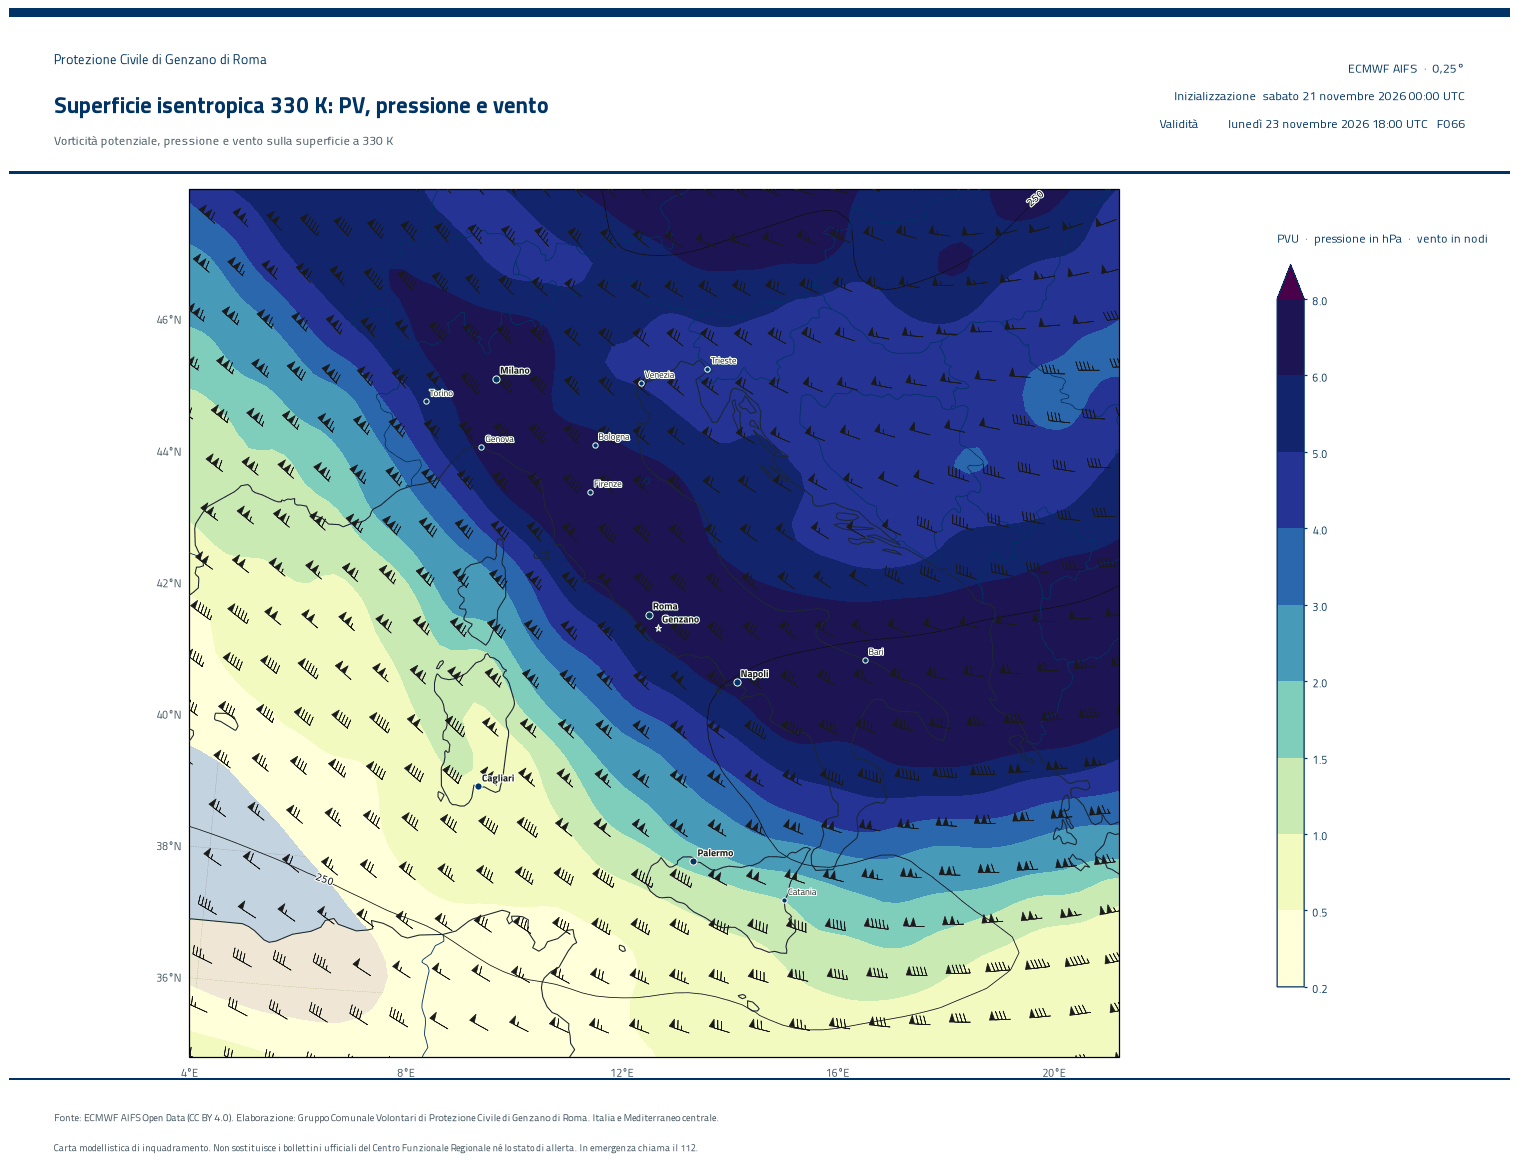 Protezione Civile di Genzano di Roma
Superficie isentropica 330 K: PV, pressione e vento
Vorticità potenziale, pressione e vento sulla superficie a 330 K
ECMWF AIFS · 0,25°
Inizializzazione sabato 21 novembre 2026 00:00 UTC
Validità lunedì 23 novembre 2026 18:00 UTC F066
PVU · pressione in hPa · vento in nodi
250
8.0
46°N
6.0
Trieste
Milano
Venezia
Torino
5.0
44°N
Genova
Bologna
Firenze
4.0
42°N
3.0
Roma
Genzano
Bari
Napoli
2.0
40°N
1.5
Cagliari
38°N
1.0
Palermo
250
Catania
0.5
36°N
0.2
4°E
8°E
12°E
16°E
20°E
Fonte: ECMWF AIFS Open Data (CC BY 4.0). Elaborazione: Gruppo Comunale Volontari di Protezione Civile di Genzano di Roma. Italia e Mediterraneo centrale.
Carta modellistica di inquadramento. Non sostituisce i bollettini ufficiali del Centro Funzionale Regionale né lo stato di allerta. In emergenza chiama il 112.